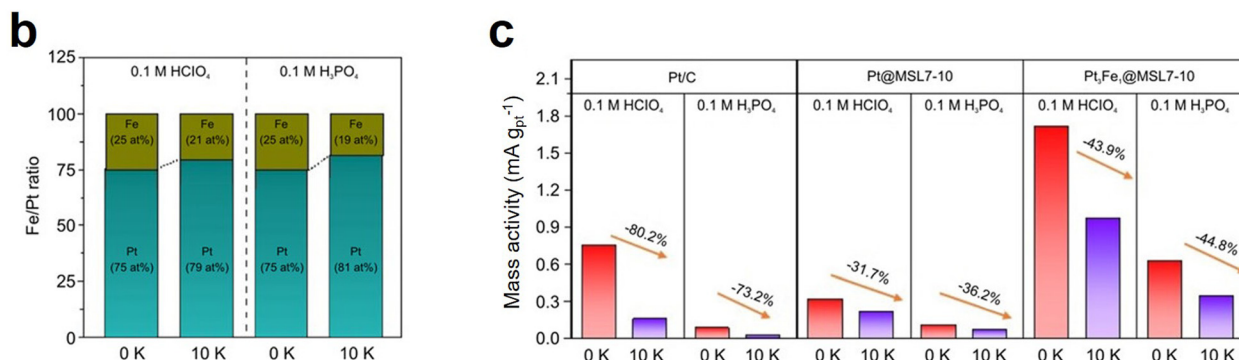 b
125
100
75
50
25
0
Fe/Pt ratio
0.1 M HClO₄
0.1 M H₃PO₄
Fe
(25 at%)
Fe
(21 at%)
Fe
(25 at%)
Fe
(19 at%)
Pt
(75 at%)
Pt
(79 at%)
Pt
(75 at%)
Pt
(81 at%)
0 K
10 K
0 K
10 K
c
2.1
1.8
1.5
1.2
0.9
0.6
0.3
0.0
Mass activity (mA gₚₜ⁻¹)
Pt/C
Pt@MSL7-10
Pt₃Fe₁@MSL7-10
0.1 M HClO₄
0.1 M H₃PO₄
0.1 M HClO₄
0.1 M H₃PO₄
0.1 M HClO₄
0.1 M H₃PO₄
-80.2%
-73.2%
-31.7%
-36.2%
-43.9%
-44.8%
0 K
10 K
0 K
10 K
0 K
10 K
0 K
10 K
0 K
10 K
0 K
10 K